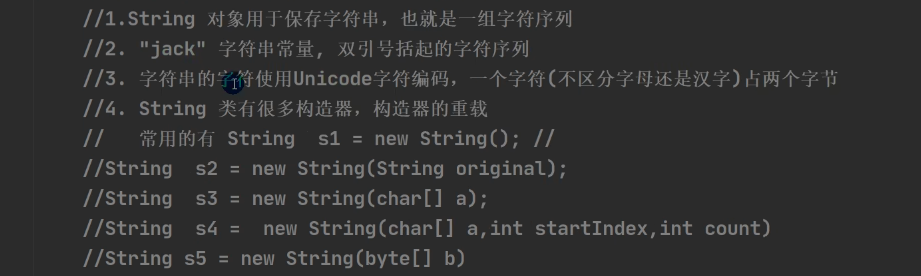 //1.String 对象用于保存字符串，也就是一组字符序列
//2. "jack" 字符串常量, 双引号括起的字符序列
//3. 字符串的字符使用Unicode字符编码，一个字符(不区分字母还是汉字)占两个字节
//4. String 类有很多构造器，构造器的重载
//   常用的有 String  s1 = new String(); //
//String  s2 = new String(String original);
//String  s3 = new String(char[] a);
//String  s4 =  new String(char[] a,int startIndex,int count)
//String s5 = new String(byte[] b)